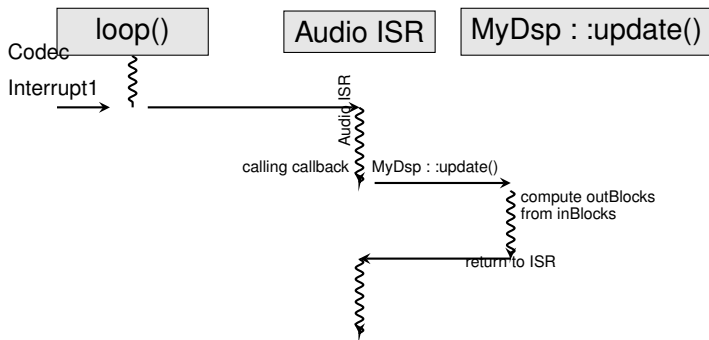 loop()
Audio ISR
MyDsp : :update()
Codec
Interrupt1
Audio ISR
calling callback
MyDsp : :update()
compute outBlocks
from inBlocks
return to ISR